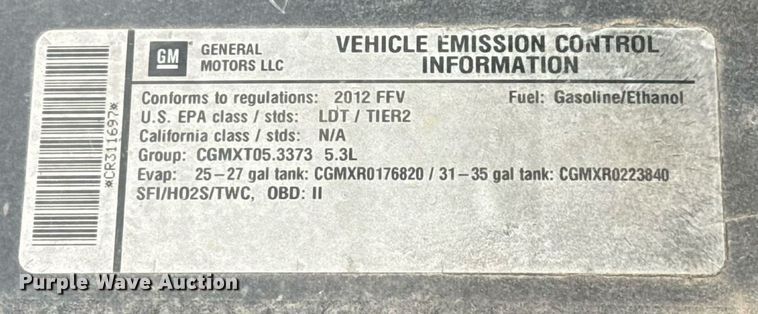 *CR311697*
GM
GENERAL
MOTORS LLC
VEHICLE EMISSION CONTROL
INFORMATION
Conforms to regulations: 2012 FFV Fuel: Gasoline/Ethanol
U.S. EPA class / stds: LDT / TIER2
California class / stds: N/A
Group: CGMXT05.3373 5.3L
Evap: 25-27 gal tank: CGMXR0176820 / 31-35 gal tank: CGMXR0223840
SFI/HO2S/TWC, OBD: II
Purple Wave Auction